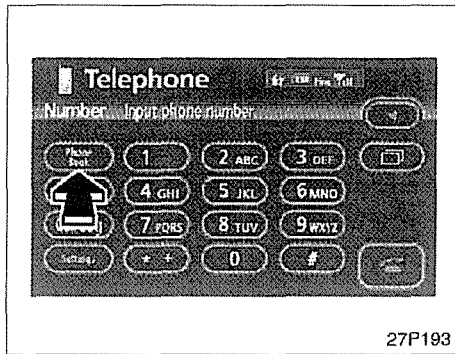 Telephone
Number Input phone number
Phone Book 1 2 ABC 3 DEF
4 GHI 5 JKL 6 MNO
7 PQRS 8 TUV 9 WXYZ
Settings * + 0 #
27P193